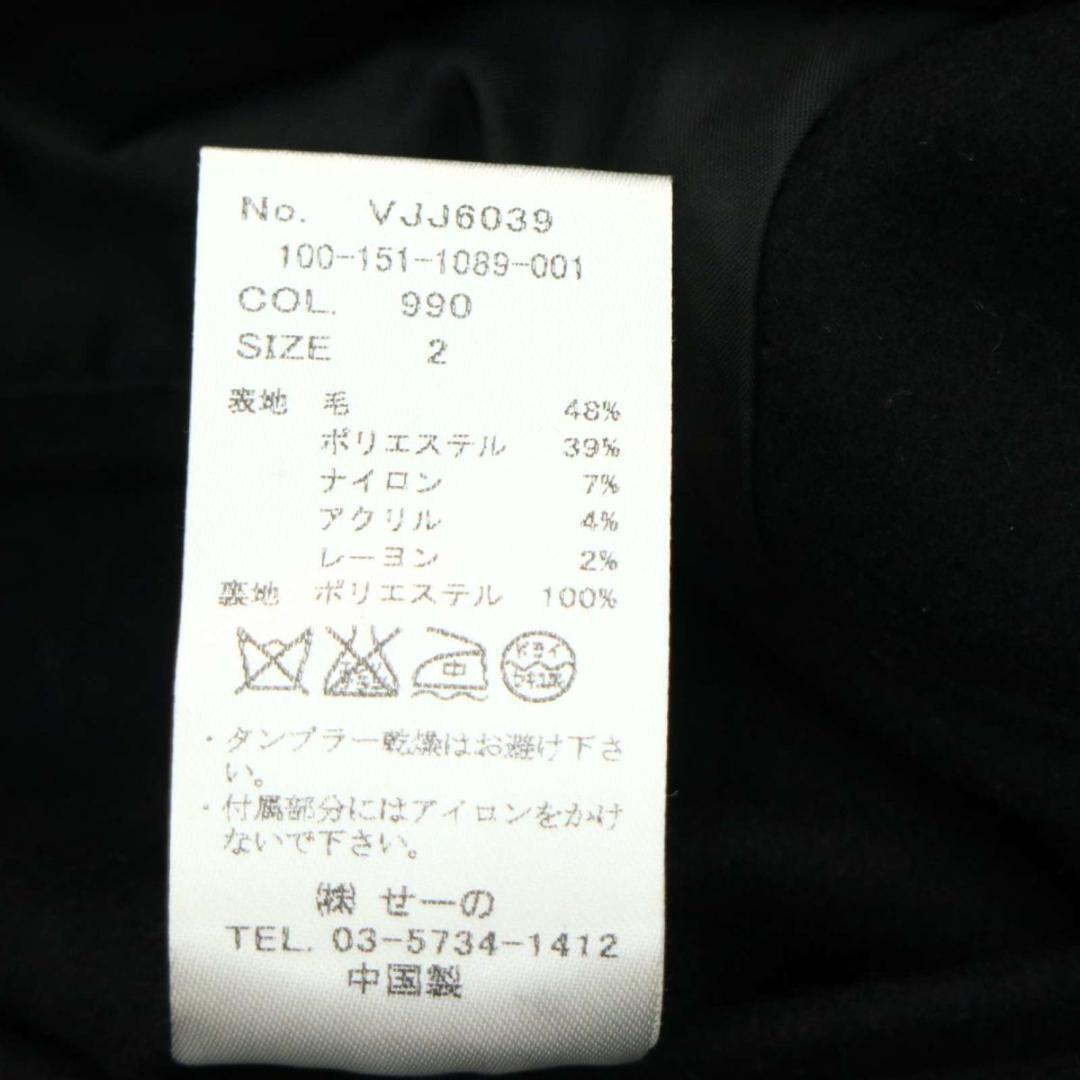 No. VJJ6039
100-151-1089-001
COL. 990
SIZE 2
表地 毛 48%
ポリエステル 39%
ナイロン 7%
アクリル 4%
レーヨン 2%
裏地 ポリエステル 100%
中 ドライ
・タンブラー乾燥はお避け下さ
い。
・付属部分にはアイロンをかけ
ないで下さい。
㈱ せーの
TEL. 03-5734-1412
中国製